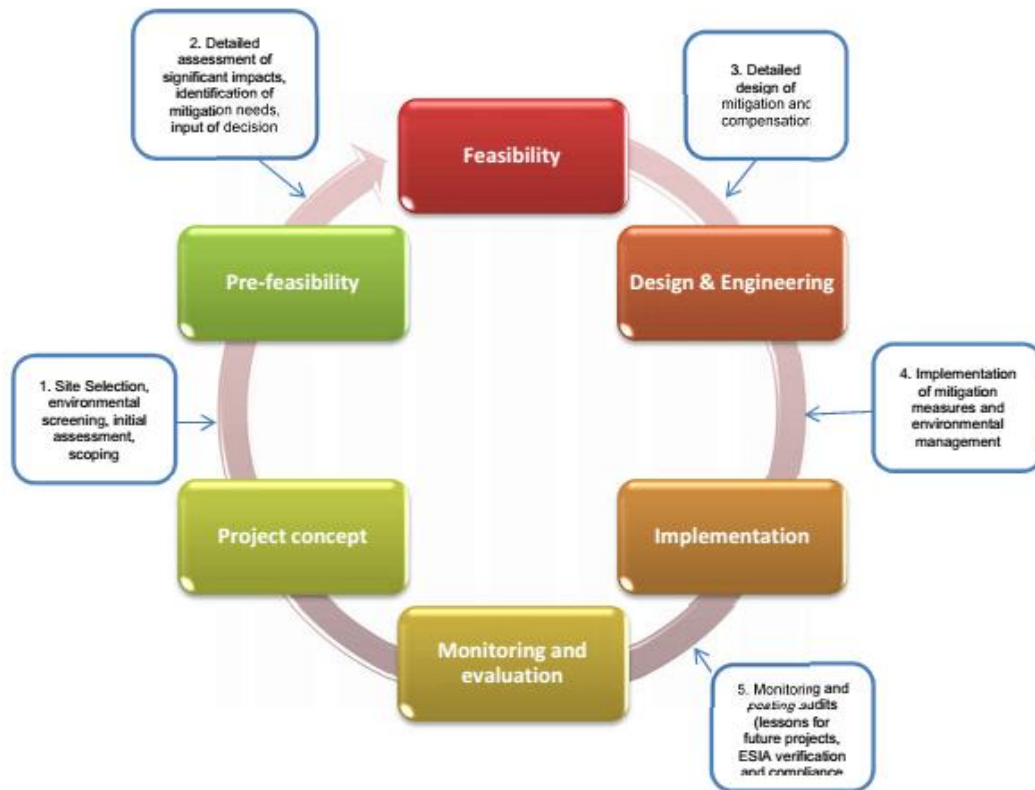 2. Detailed
assessment of
significant impacts,
identification of
mitigation needs,
input of decision
3. Detailed
design of
mitigation and
compensation
Feasibility
Pre-feasibility
Design & Engineering
1. Site Selection,
environmental
screening, initial
assessment,
scoping
4. Implementation
of mitigation
measures and
environmental
management
Project concept
Implementation
Monitoring and
evaluation
5. Monitoring and
posting audits
(lessons for
future projects,
ESIA verification
and compliance